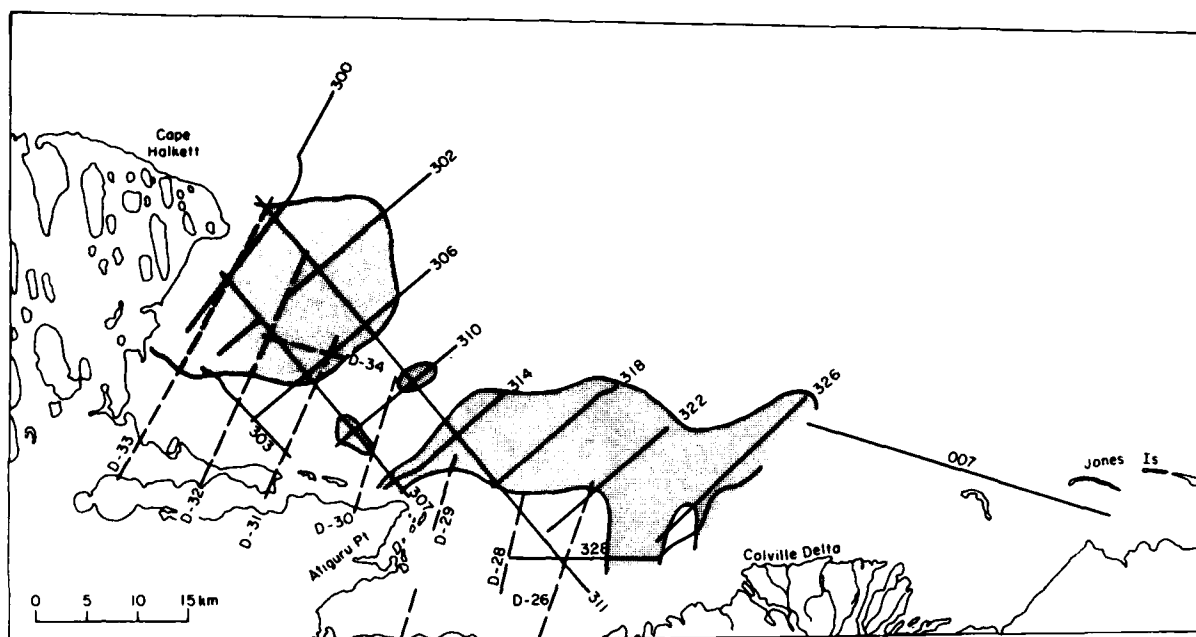 300
Cape
Halkett
302
306
310
D-34
314
318
322
326
007
Jones Is
303
D-33
D-32
D-31
D-30
307
D-29
D-28
328
D-26
311
Atiguru Pt
Colville Delta
0 5 10 15 km